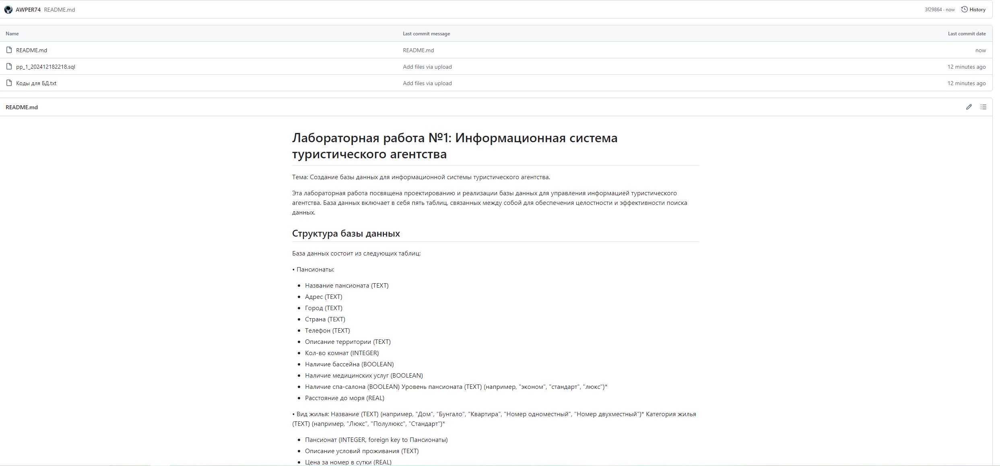 AWPER74 README.md 3f29864 · now History
Name Last commit message Last commit date
README.md README.md now
pp_1_202412182218.sql Add files via upload 12 minutes ago
Коды для БД.txt Add files via upload 12 minutes ago
README.md
Лабораторная работа №1: Информационная система
туристического агентства
Тема: Создание базы данных для информационной системы туристического агентства.
Эта лабораторная работа посвящена проектированию и реализации базы данных для управления информацией туристического
агентства. База данных включает в себя пять таблиц, связанных между собой для обеспечения целостности и эффективности поиска
данных.
Структура базы данных
База данных состоит из следующих таблиц:
• Пансионаты:
• Название пансионата (TEXT)
• Адрес (TEXT)
• Город (TEXT)
• Страна (TEXT)
• Телефон (TEXT)
• Описание территории (TEXT)
• Кол-во комнат (INTEGER)
• Наличие бассейна (BOOLEAN)
• Наличие медицинских услуг (BOOLEAN)
• Наличие спа-салона (BOOLEAN) Уровень пансионата (TEXT) (например, "эконом", "стандарт", "люкс")*
• Расстояние до моря (REAL)
• Вид жилья: Название (TEXT) (например, "Дом", "Бунгало", "Квартира", "Номер одноместный", "Номер двухместный")* Категория жилья
(TEXT) (например, "Люкс", "Полулюкс", "Стандарт")*
• Пансионат (INTEGER, foreign key to Пансионаты)
• Описание условий проживания (TEXT)
• Цена за номер в сутки (REAL)